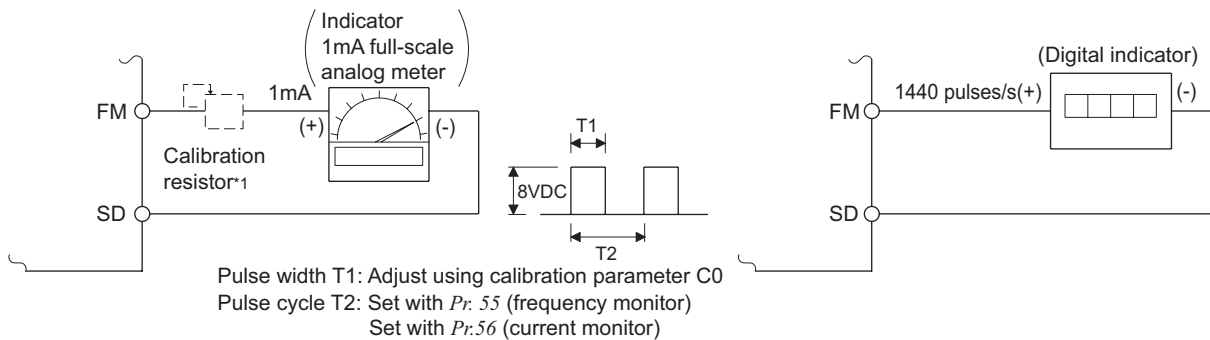 Indicator
1mA full-scale
analog meter
FM
1mA
(+)
(-)
Calibration
resistor*1
SD
8VDC
T1
T2
Pulse width T1: Adjust using calibration parameter C0
Pulse cycle T2: Set with Pr. 55 (frequency monitor)
Set with Pr.56 (current monitor)
(Digital indicator)
FM
1440 pulses/s(+)
(-)
SD